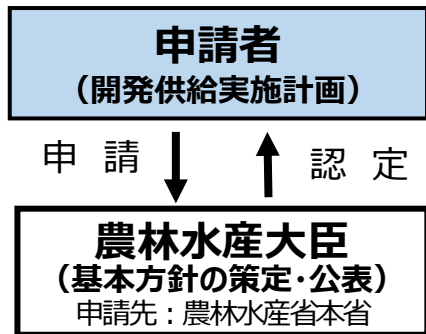 申請者
（開発供給実施計画）
申 請 認 定
農林水産大臣
（基本方針の策定・公表）
申請先：農林水産省本省